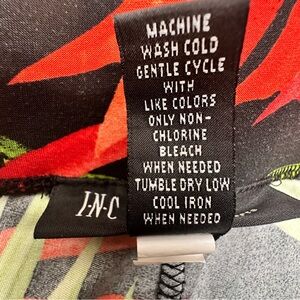 MACHINE
WASH COLD
GENTLE CYCLE
WITH
LIKE COLORS
ONLY NON-
CHLORINE
BLEACH
WHEN NEEDED
TUMBLE DRY LOW
COOL IRON
WHEN NEEDED
I·N·C